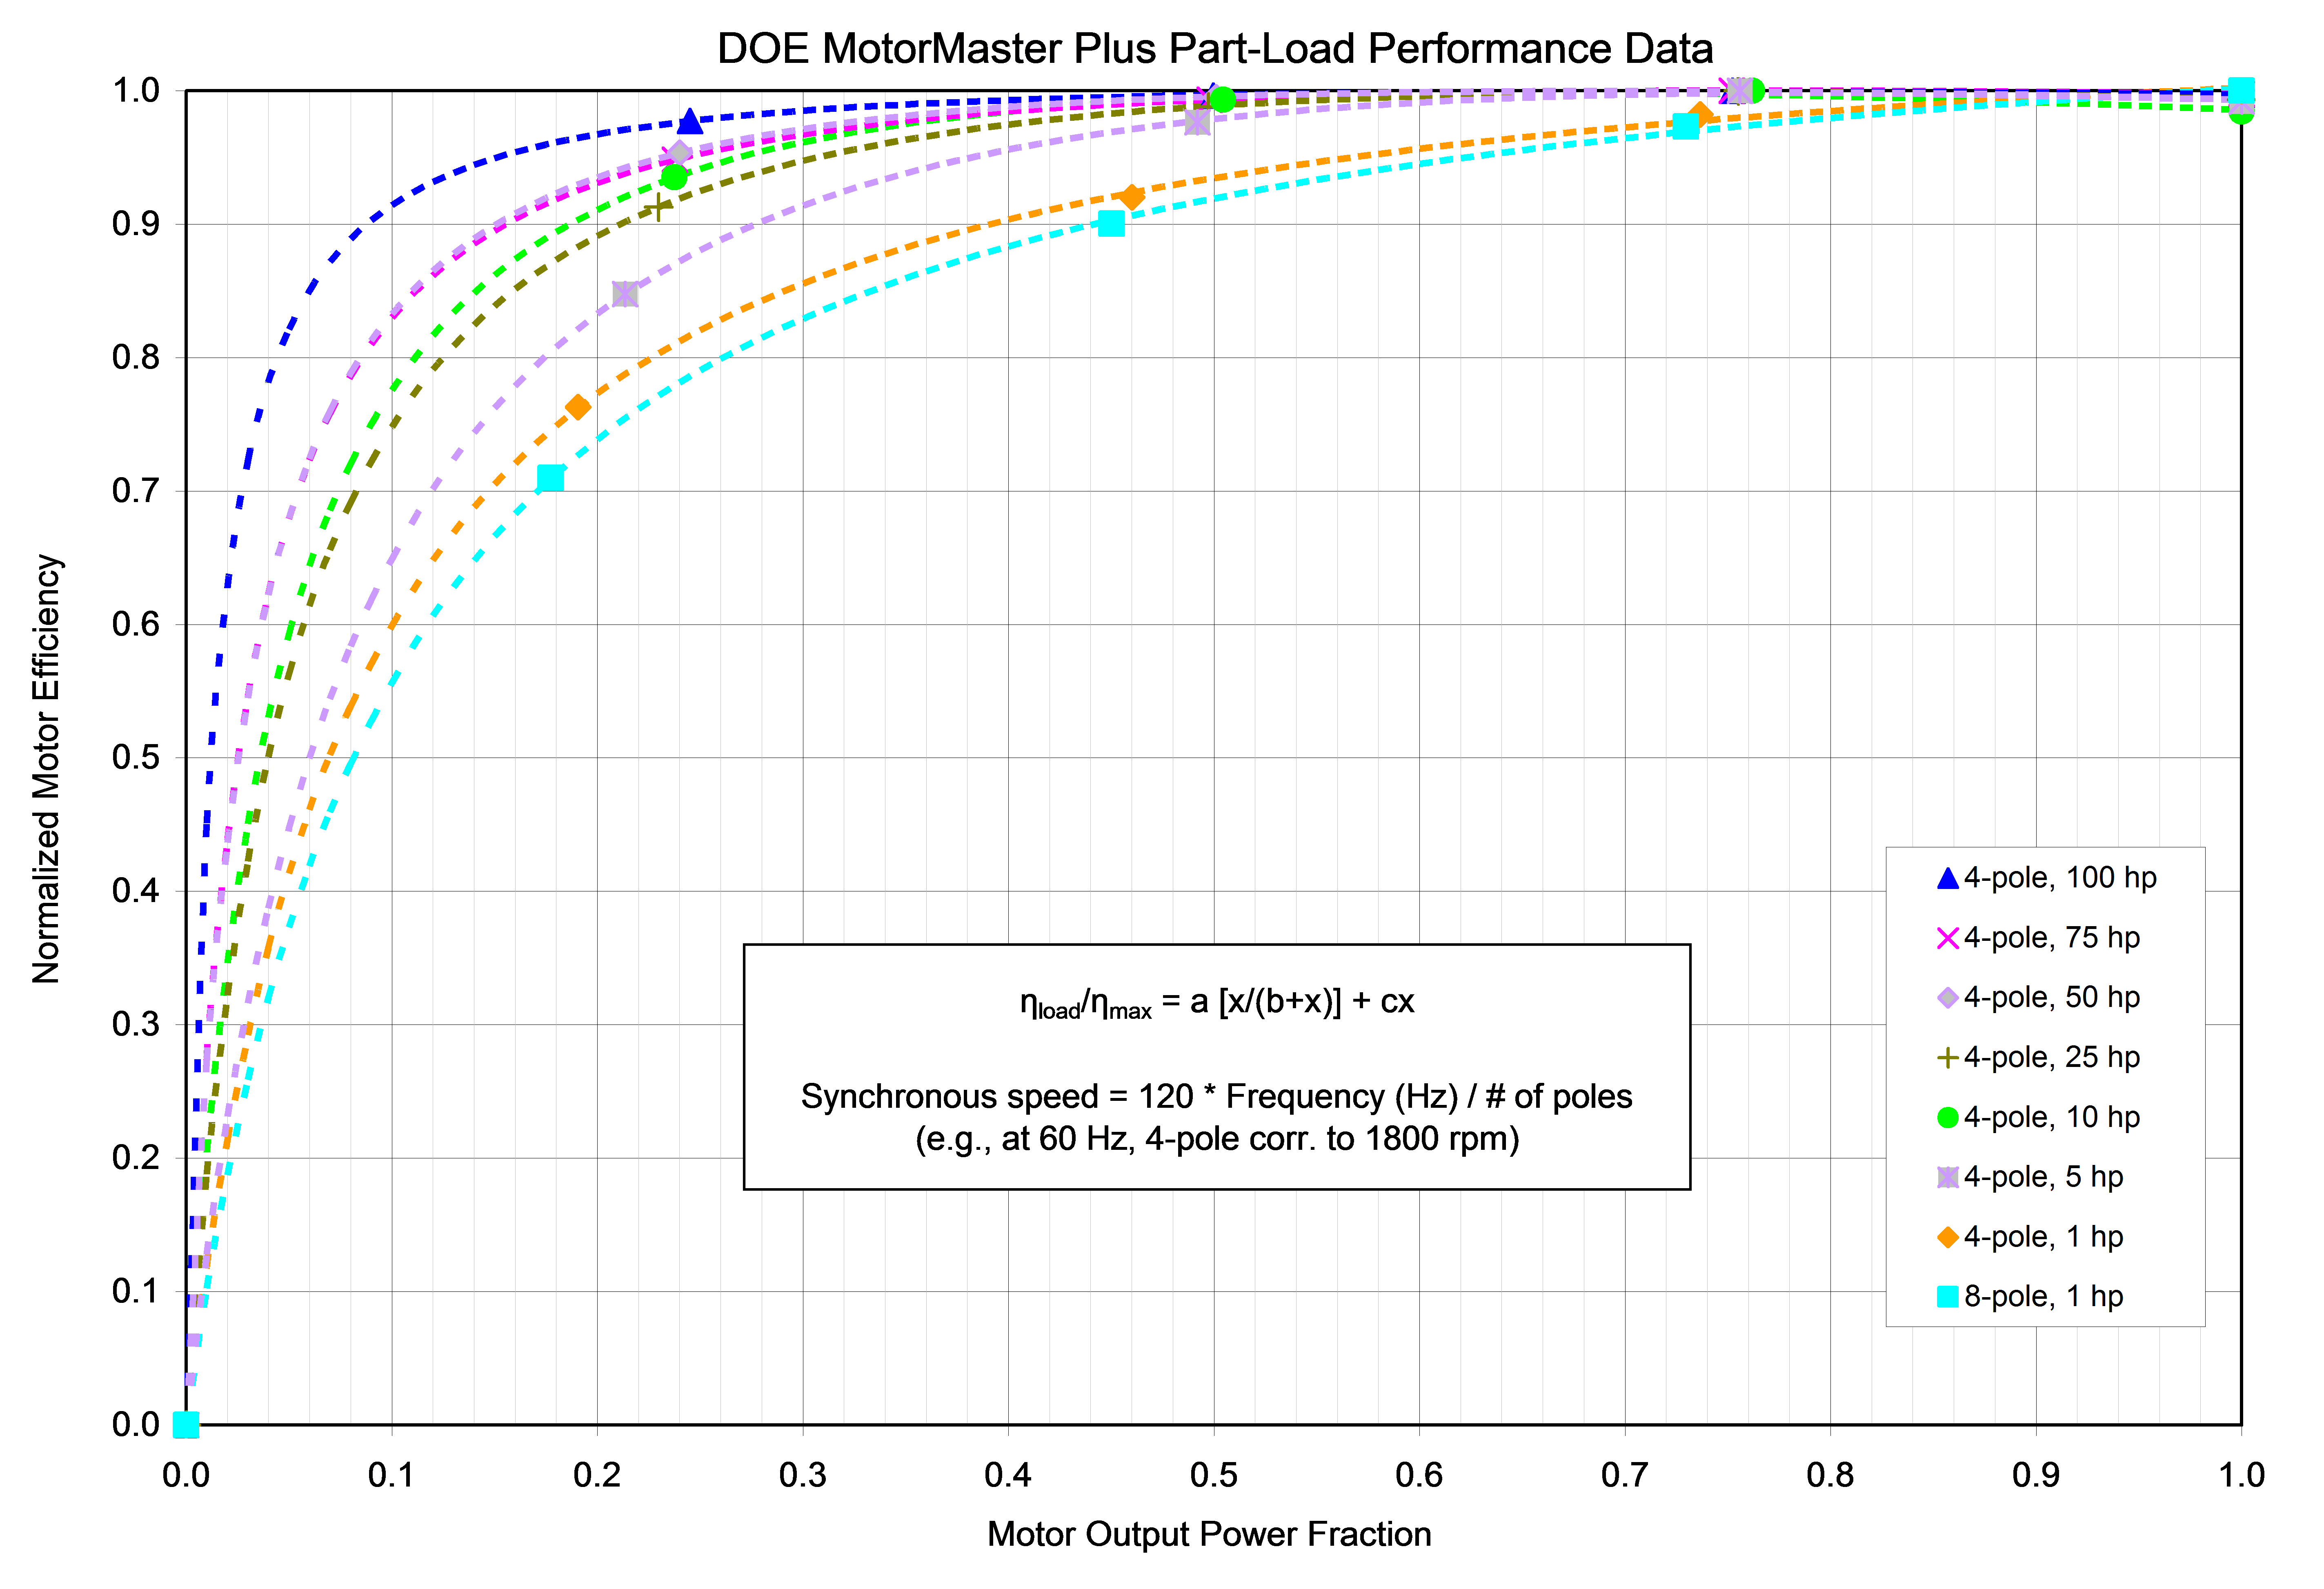 DOE MotorMaster Plus Part-Load Performance Data
1.0
0.9
0.8
0.7
0.6
0.5
0.4
0.3
0.2
0.1
0.0
Normalized Motor Efficiency
0.0 0.1 0.2 0.3 0.4 0.5 0.6 0.7 0.8 0.9 1.0
Motor Output Power Fraction
ηload/ηmax = a [x/(b+x)] + cx
Synchronous speed = 120 * Frequency (Hz) / # of poles
(e.g., at 60 Hz, 4-pole corr. to 1800 rpm)
4-pole, 100 hp
4-pole, 75 hp
4-pole, 50 hp
4-pole, 25 hp
4-pole, 10 hp
4-pole, 5 hp
4-pole, 1 hp
8-pole, 1 hp